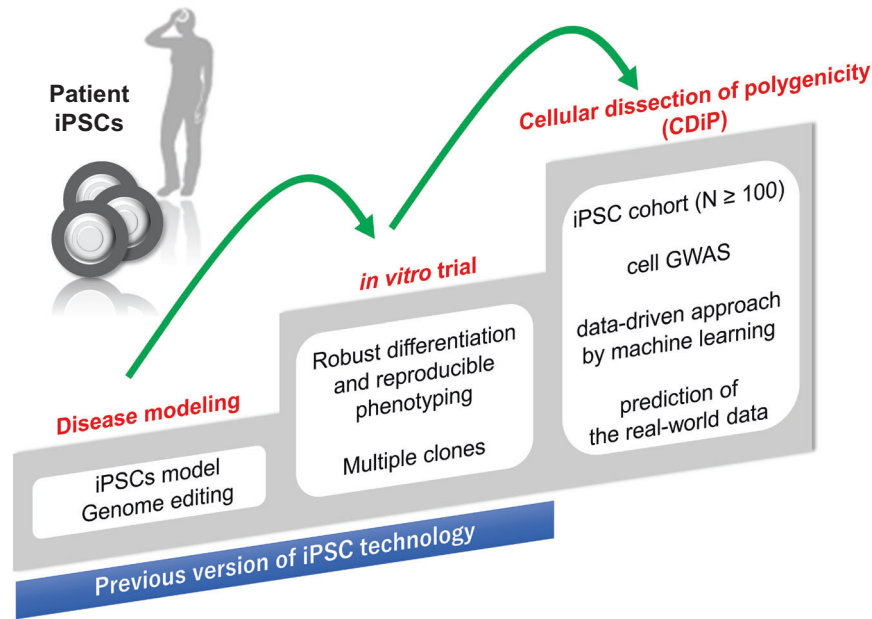 Patient
iPSCs
Cellular dissection of polygenicity
(CDiP)
iPSC cohort (N ≥ 100)
cell GWAS
data-driven approach
by machine learning
prediction of
the real-world data
in vitro trial
Robust differentiation
and reproducible
phenotyping
Multiple clones
Disease modeling
iPSCs model
Genome editing
Previous version of iPSC technology